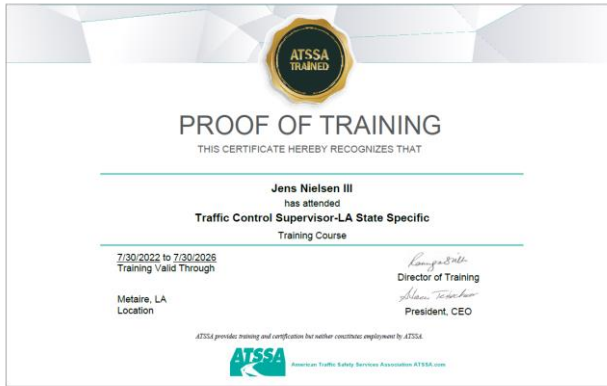 ATSSA
TRAINED
PROOF OF TRAINING
THIS CERTIFICATE HEREBY RECOGNIZES THAT
Jens Nielsen III
has attended
Traffic Control Supervisor-LA State Specific
Training Course
7/30/2022 to 7/30/2026
Training Valid Through
Director of Training
Metaire, LA
Location
President, CEO
ATSSA provides training and certification but neither constitutes employment by ATSSA.
ATSSA
American Traffic Safety Services Association ATSSA.com